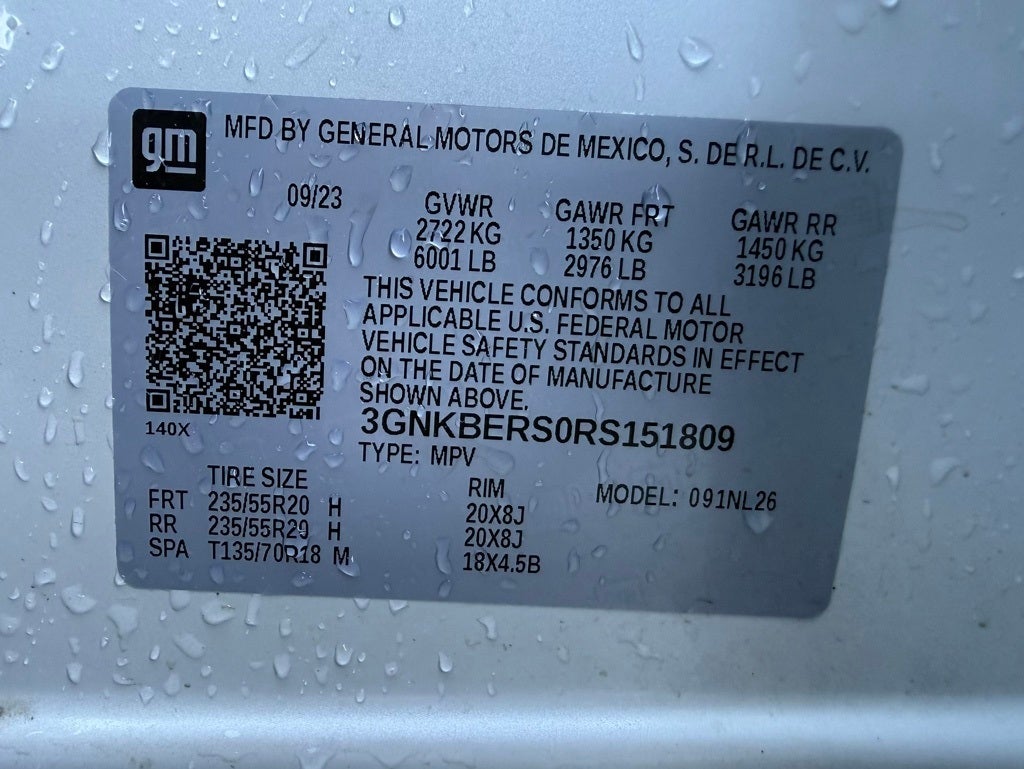 gm
MFD BY GENERAL MOTORS DE MEXICO, S. DE R.L. DE C.V.
09/23
GVWR GAWR FRT GAWR RR
2722 KG 1350 KG 1450 KG
6001 LB 2976 LB 3196 LB
THIS VEHICLE CONFORMS TO ALL
APPLICABLE U.S. FEDERAL MOTOR
VEHICLE SAFETY STANDARDS IN EFFECT
ON THE DATE OF MANUFACTURE
SHOWN ABOVE.
3GNKBERS0RS151809
140X
TYPE: MPV
TIRE SIZE RIM MODEL: 091NL26
FRT 235/55R20 H 20X8J
RR 235/55R20 H 20X8J
SPA T135/70R18 M 18X4.5B